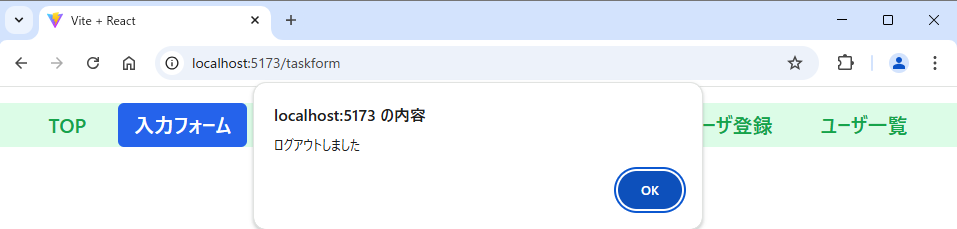 Vite + React
localhost:5173/taskform
localhost:5173 の内容
ログアウトしました
OK
TOP
入力フォーム
ーザ登録
ユーザ一覧